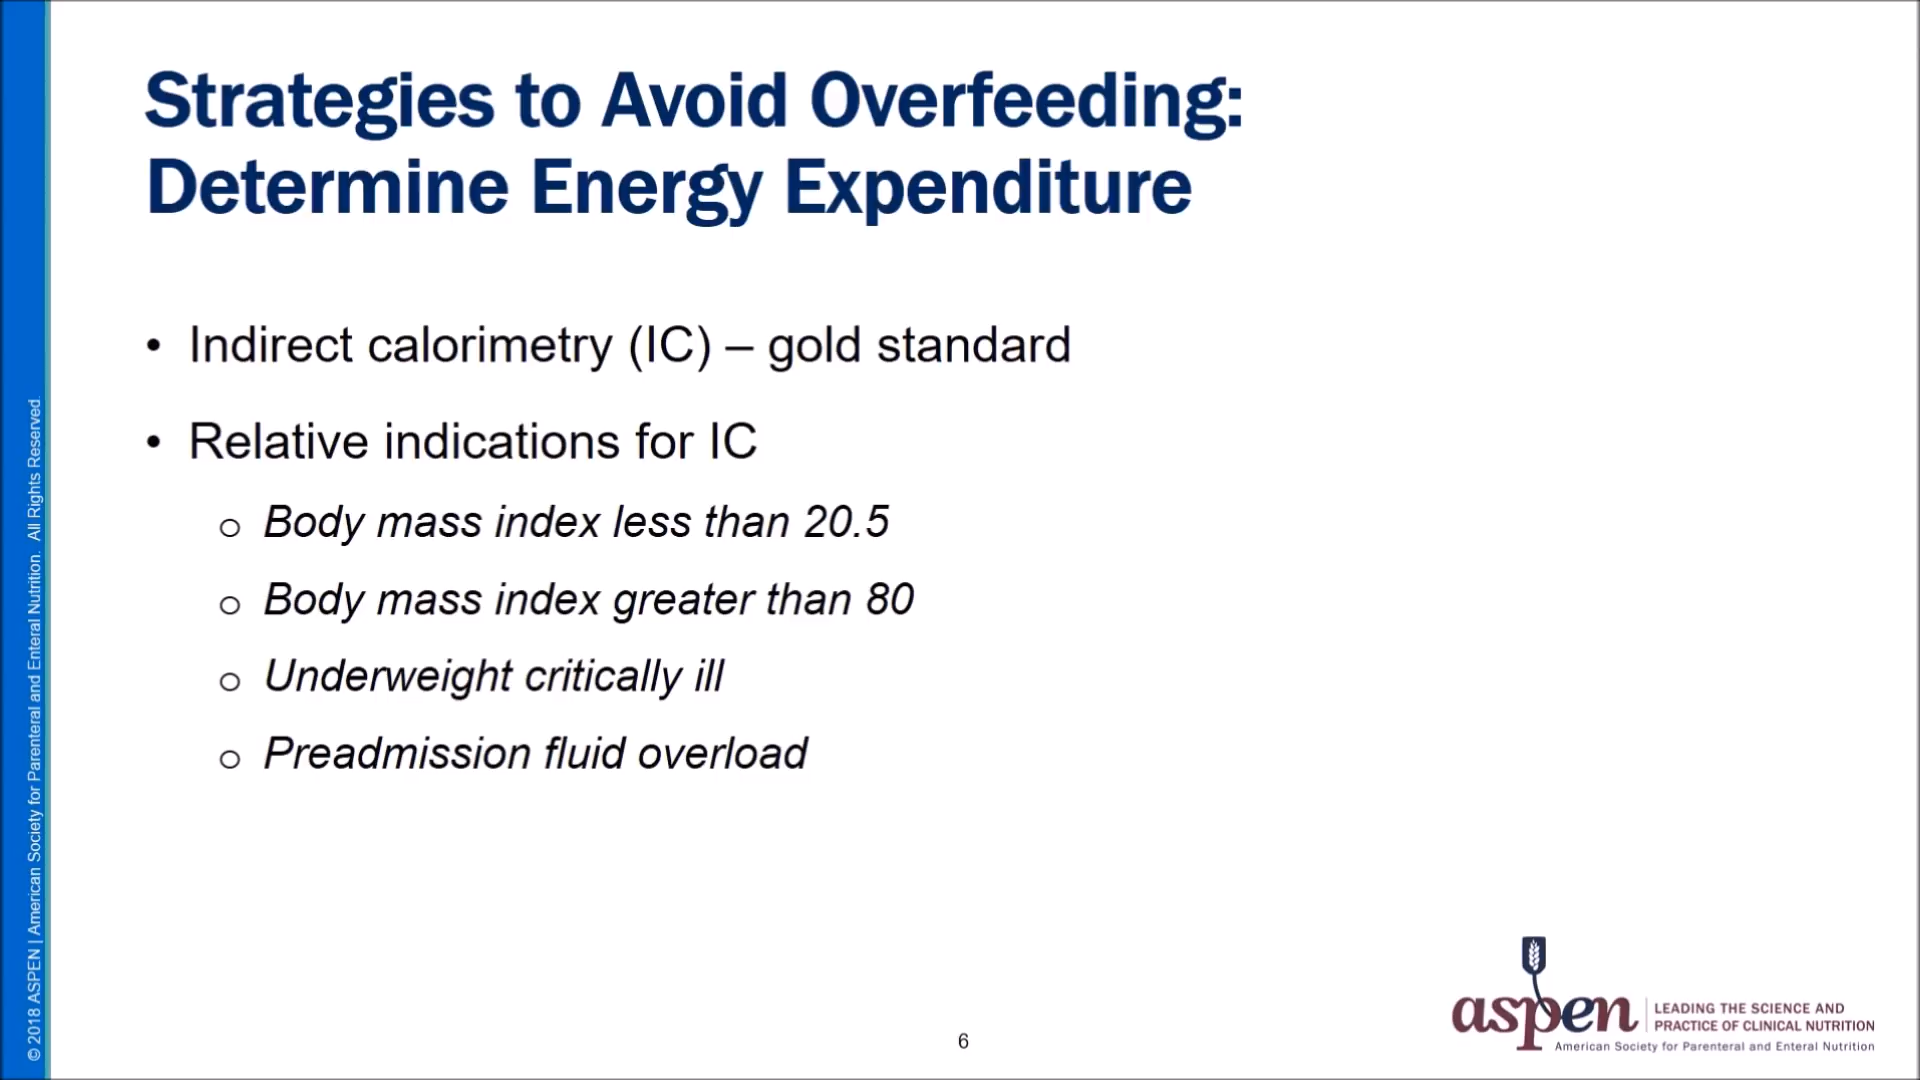 Strategies to Avoid Overfeeding:
Determine Energy Expenditure
• Indirect calorimetry (IC) – gold standard
• Relative indications for IC
o Body mass index less than 20.5
o Body mass index greater than 80
o Underweight critically ill
o Preadmission fluid overload
© 2018 ASPEN | American Society for Parenteral and Enteral Nutrition. All Rights Reserved.
6
aspen
LEADING THE SCIENCE AND
PRACTICE OF CLINICAL NUTRITION
American Society for Parenteral and Enteral Nutrition